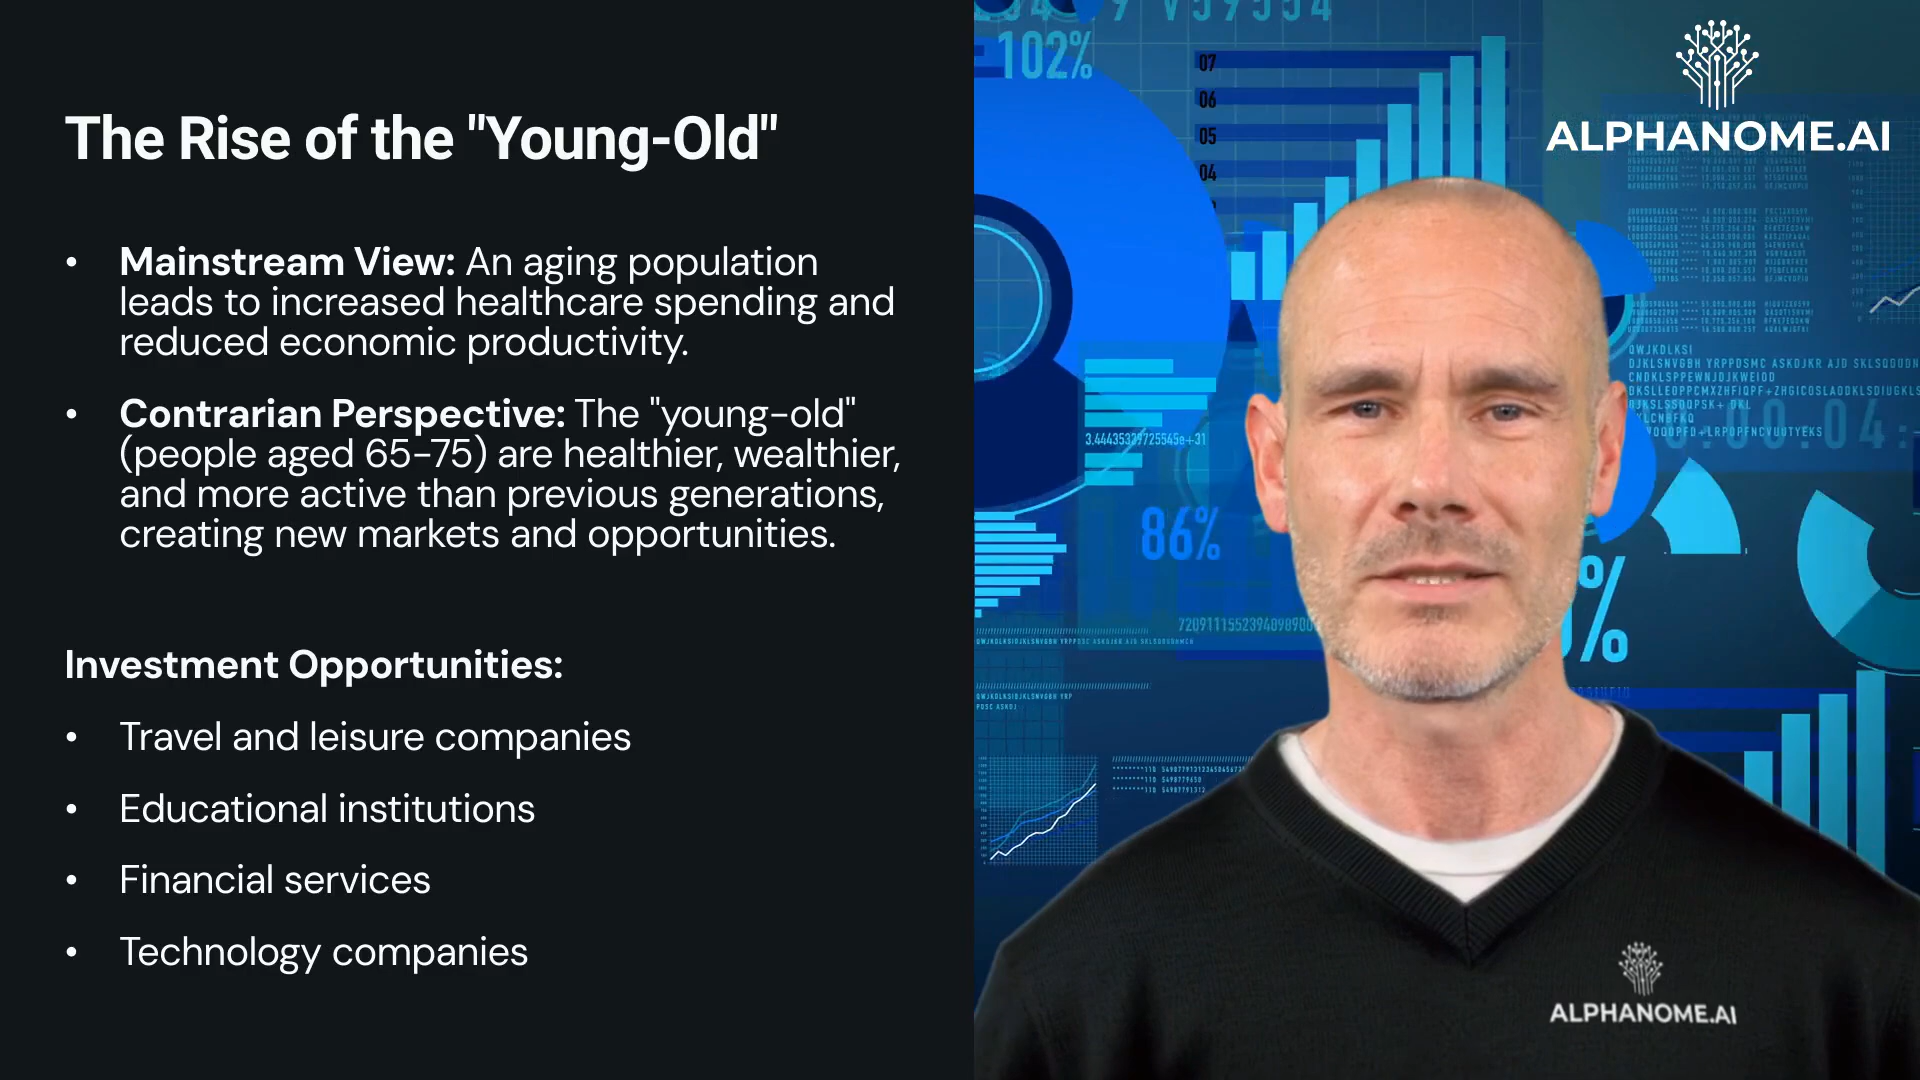 The Rise of the "Young-Old"
• Mainstream View: An aging population
leads to increased healthcare spending and
reduced economic productivity.
• Contrarian Perspective: The "young-old"
(people aged 65-75) are healthier, wealthier,
and more active than previous generations,
creating new markets and opportunities.
Investment Opportunities:
• Travel and leisure companies
• Educational institutions
• Financial services
• Technology companies
102%
07
06
05
04
86%
%
ALPHANOME.AI
QWJKDLKSI
ALPHANOME.AI